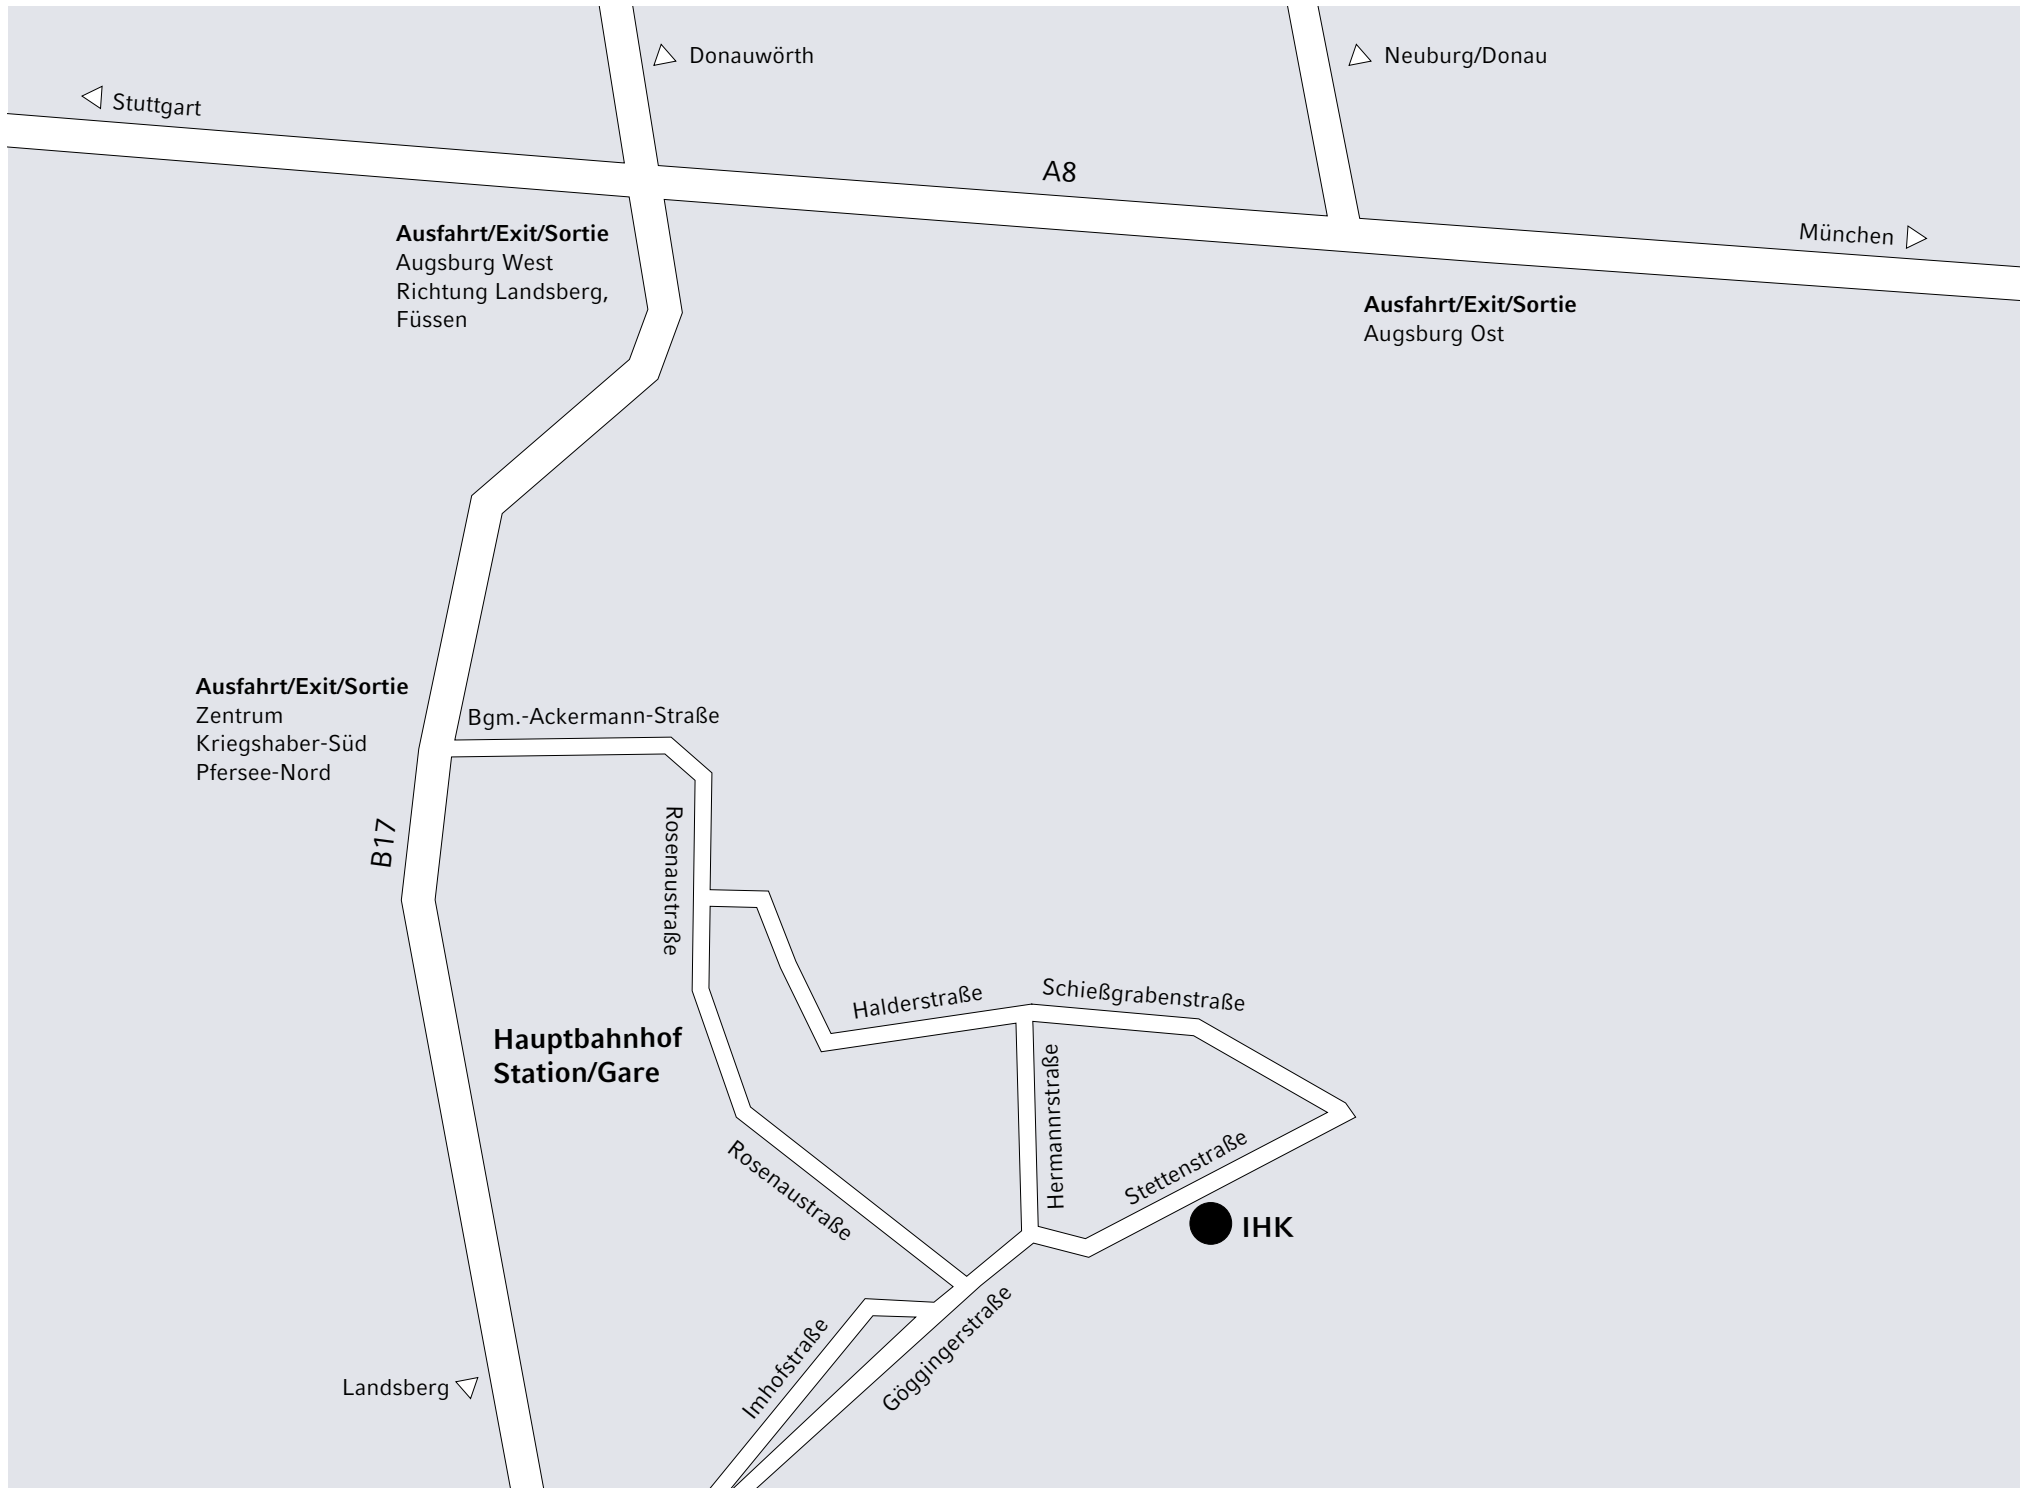 Donauwörth
Neuburg/Donau
Stuttgart
A8
München
Ausfahrt/Exit/Sortie
Augsburg West
Richtung Landsberg,
Füssen
Ausfahrt/Exit/Sortie
Augsburg Ost
Ausfahrt/Exit/Sortie
Zentrum
Kriegshaber-Süd
Pfersee-Nord
Bgm.-Ackermann-Straße
B17
Rosenaustraße
Halderstraße
Schießgrabenstraße
Hauptbahnhof
Station/Gare
Hermannrstraße
Stettenstraße
Rosenaustraße
IHK
Imhofstraße
Göggingerstraße
Landsberg